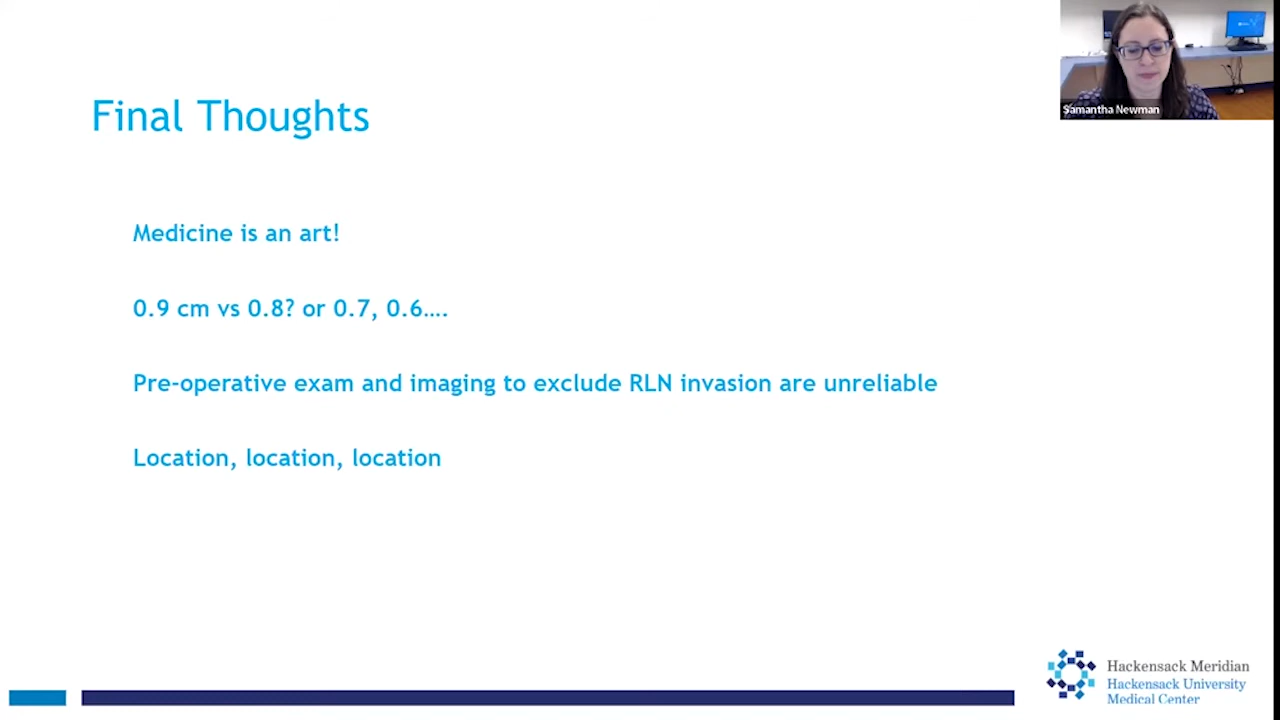 Samantha Newman
Final Thoughts
Medicine is an art!
0.9 cm vs 0.8? or 0.7, 0.6....
Pre-operative exam and imaging to exclude RLN invasion are unreliable
Location, location, location
Hackensack Meridian
Hackensack University
Medical Center